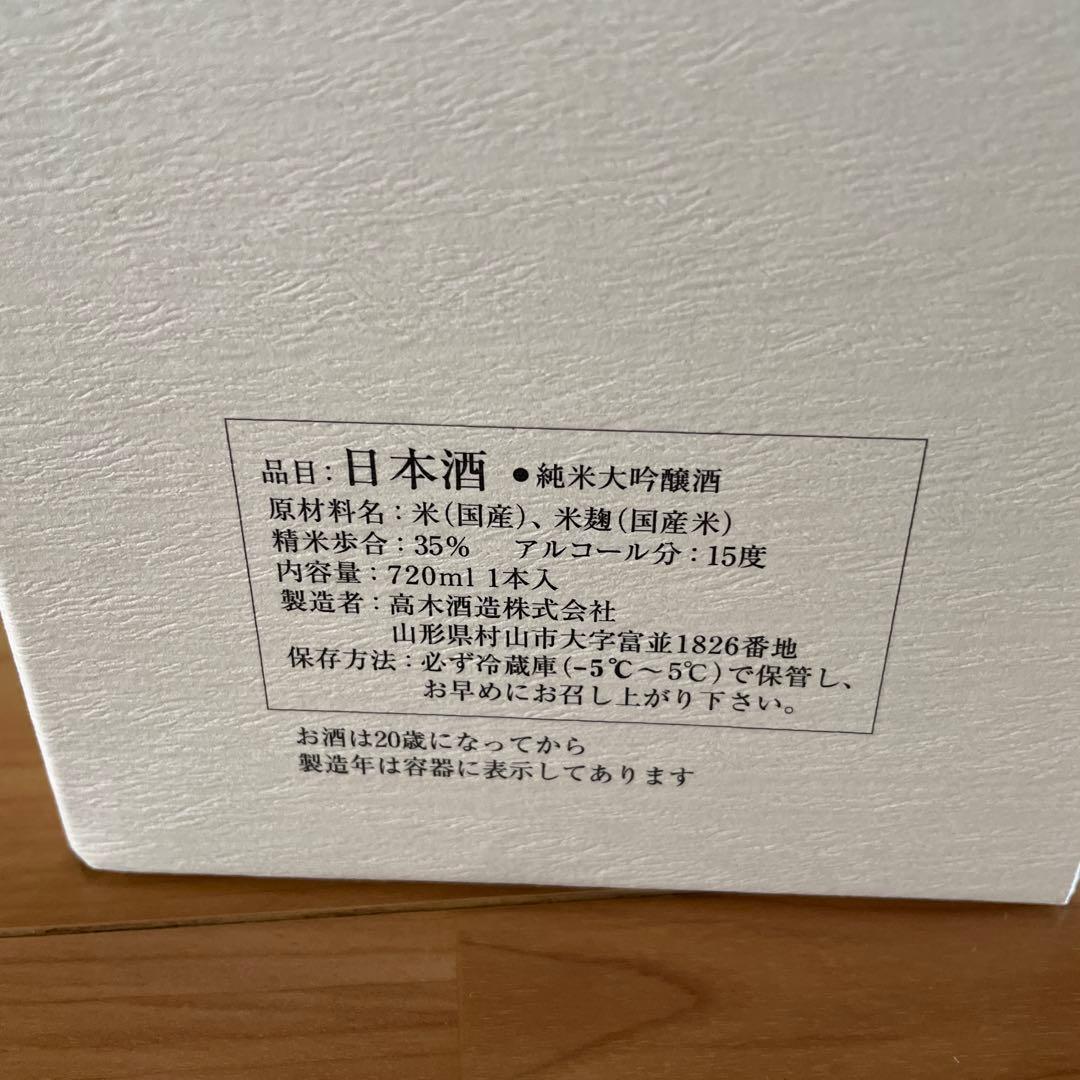 品目：日本酒 ●純米大吟醸酒
原材料名：米（国産）、米麹（国産米）
精米歩合：35％ アルコール分：15度
内容量：720ml 1本入
製造者：高木酒造株式会社
山形県村山市大字富並1826番地
保存方法：必ず冷蔵庫（-5℃～5℃）で保管し、
お早めにお召し上がり下さい。
お酒は20歳になってから
製造年は容器に表示してあります